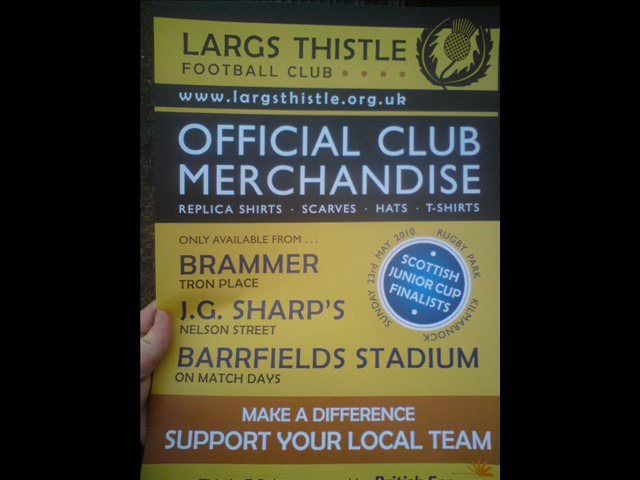 LARGS THISTLE
FOOTBALL CLUB
www.largsthistle.org.uk
OFFICIAL CLUB
MERCHANDISE
REPLICA SHIRTS · SCARVES · HATS · T-SHIRTS
ONLY AVAILABLE FROM . . .
BRAMMER
TRON PLACE
J.G. SHARP'S
NELSON STREET
BARRFIELDS STADIUM
ON MATCH DAYS
SUNDAY 23rd MAY 2010
RUGBY PARK
KILMARNOCK
SCOTTISH
JUNIOR CUP
FINALISTS
MAKE A DIFFERENCE
SUPPORT YOUR LOCAL TEAM